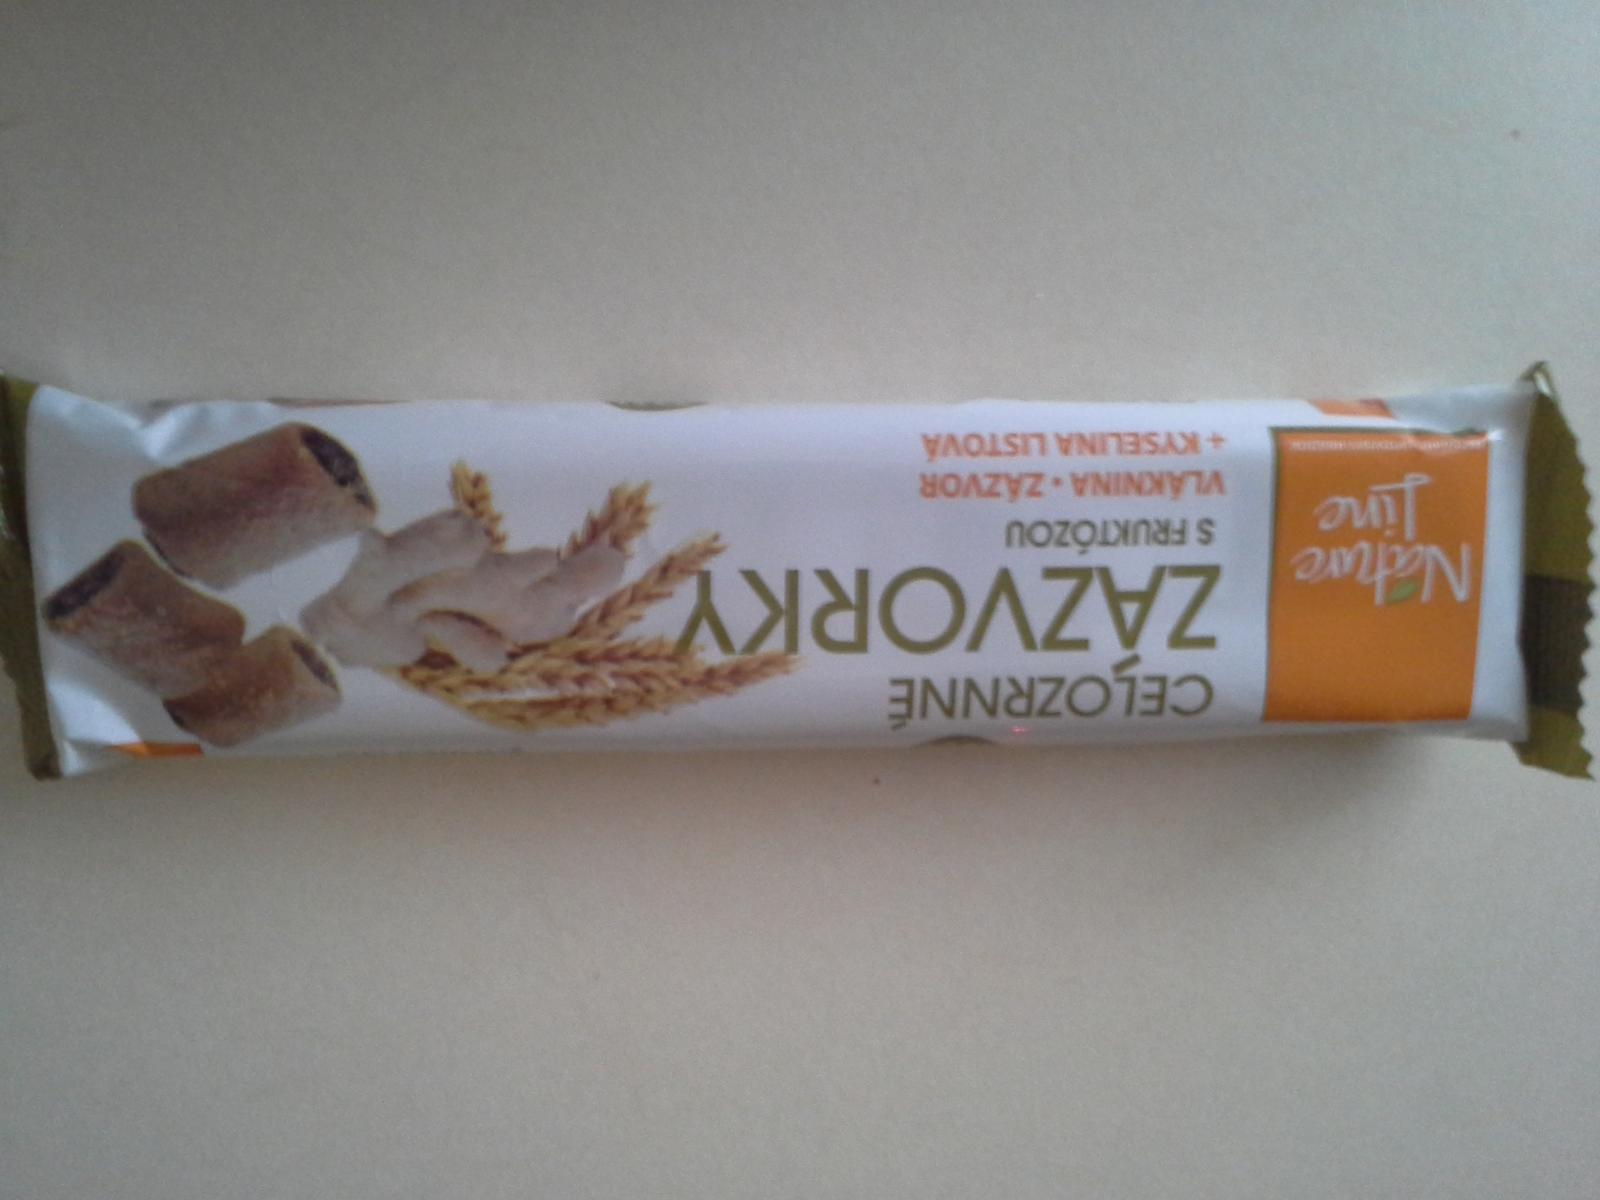 Nature
Line
CELOZRNNÉ
ZÁZVORKY
S FRUKTÓZOU
VLÁKNINA • ZÁZVOR
+ KYSELINA LISTOVÁ